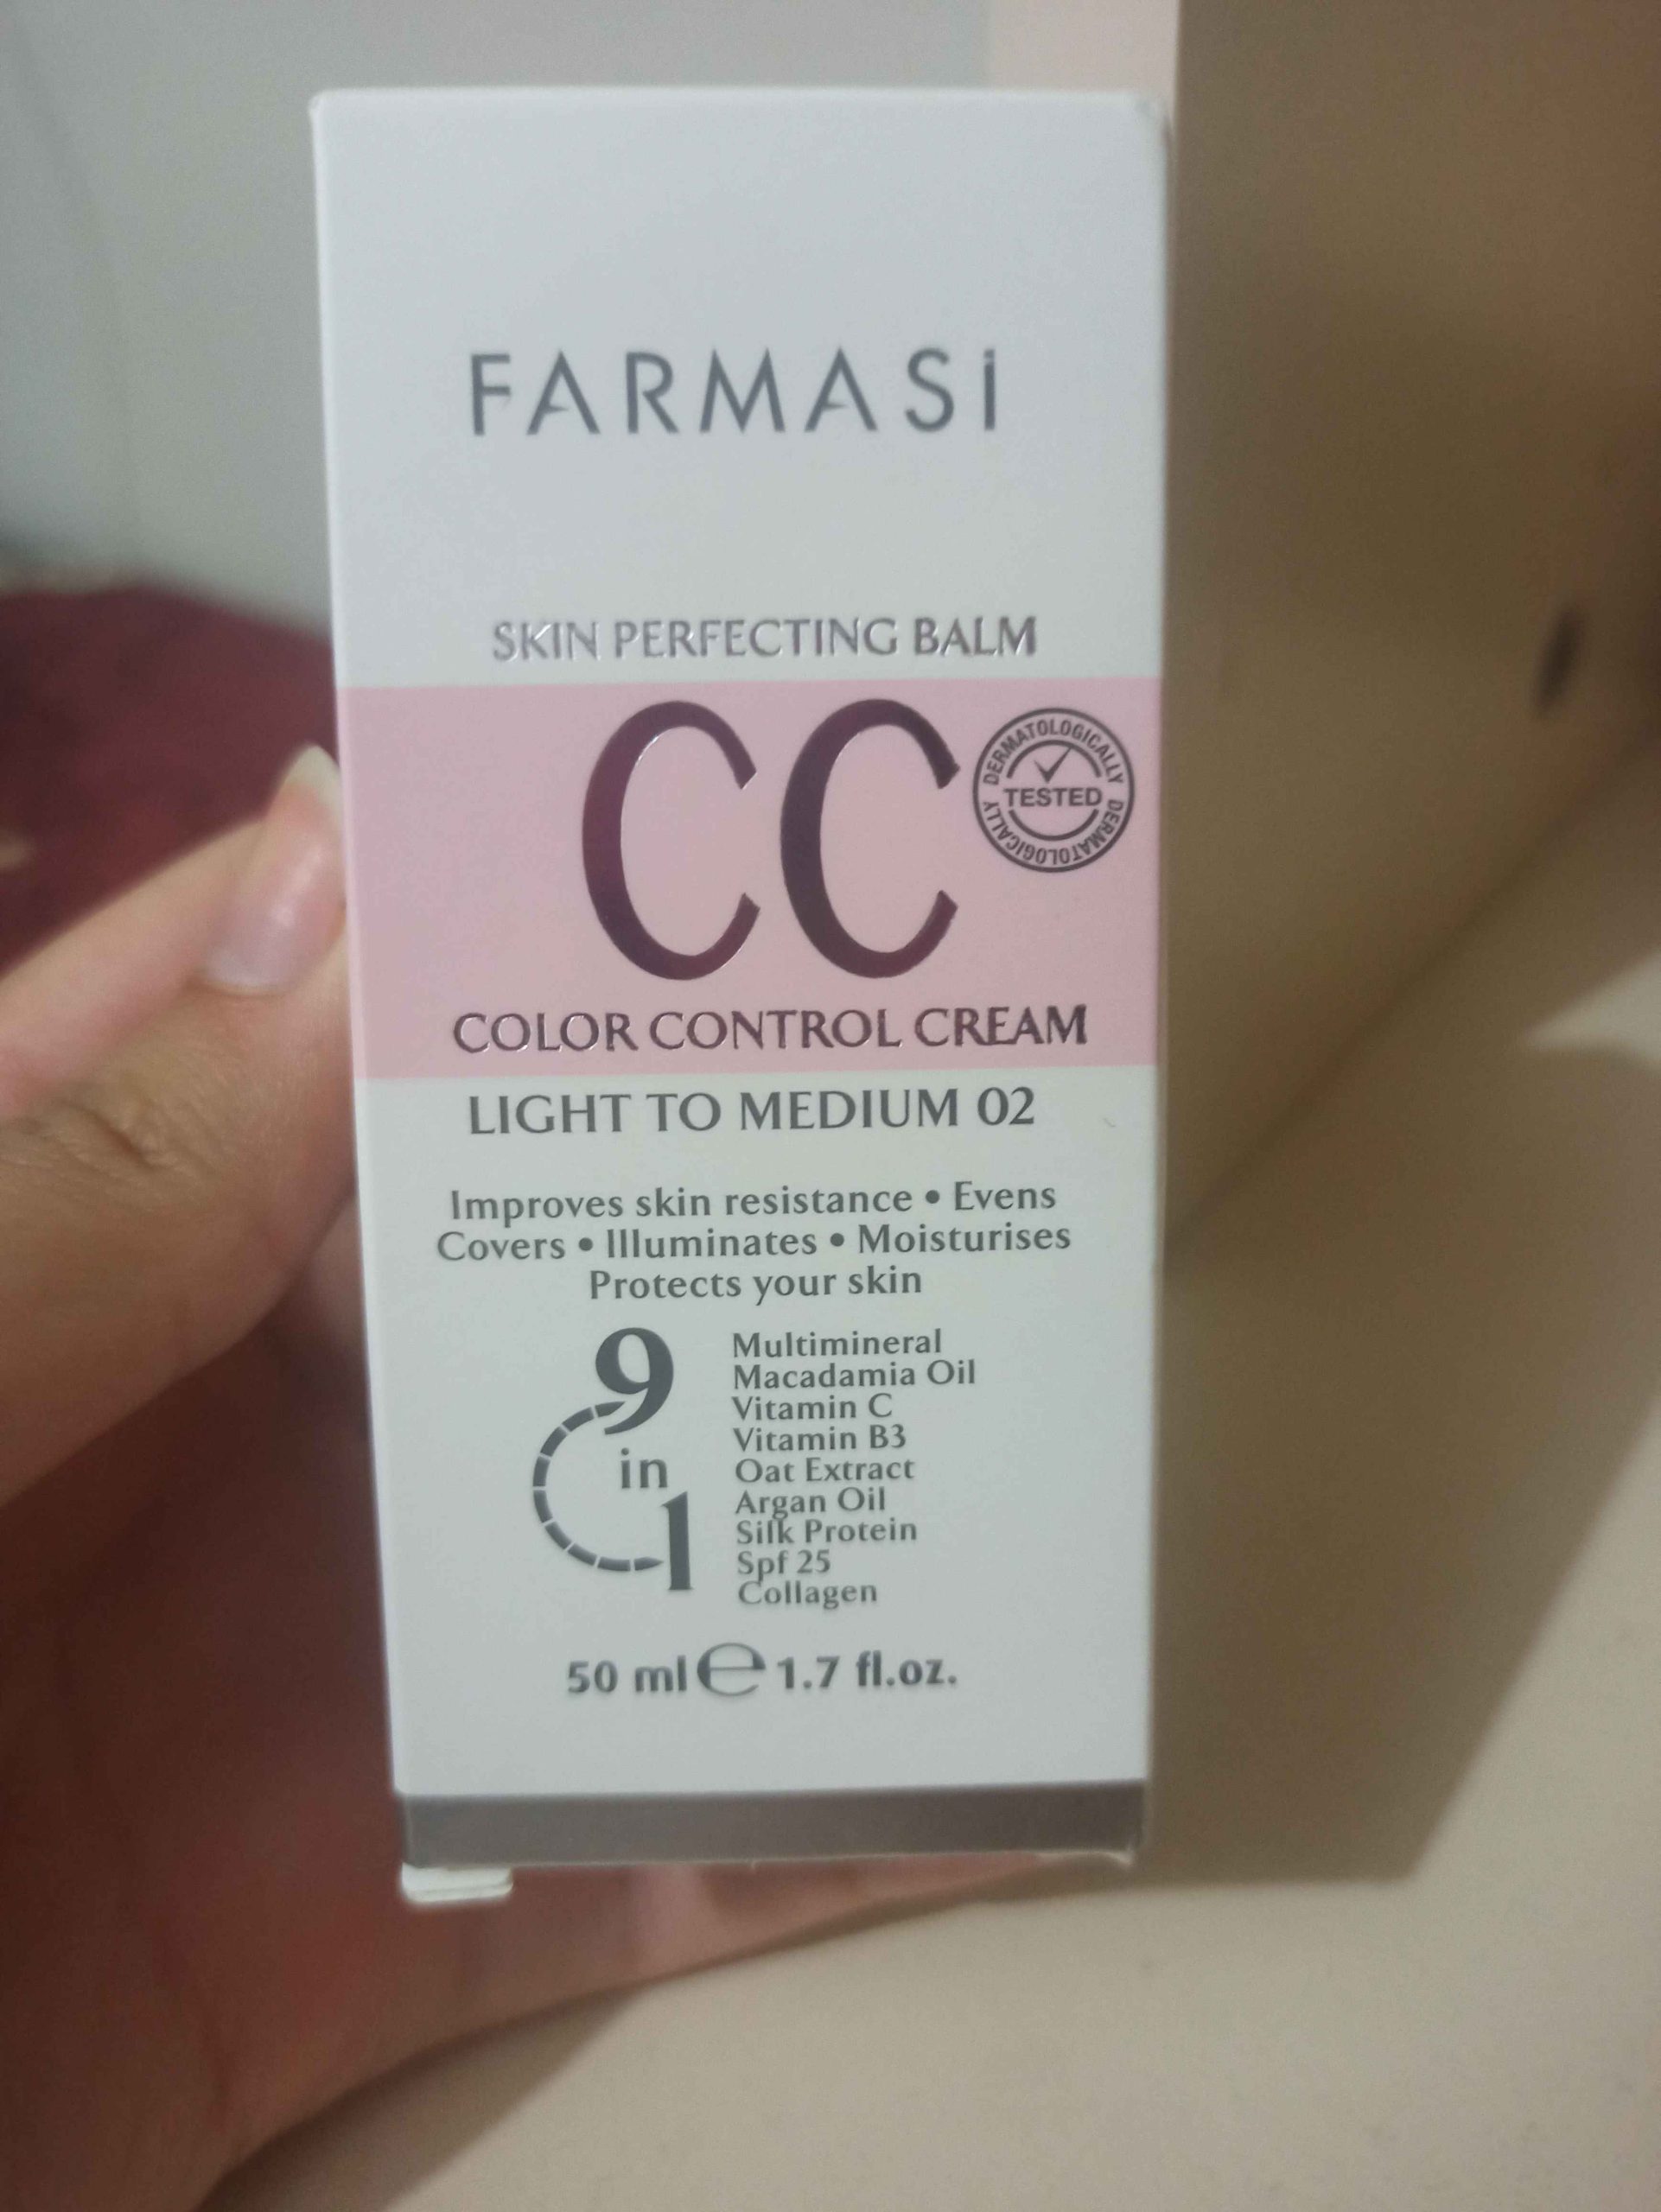 FARMASi
SKIN PERFECTING BALM
CC
DERMATOLOGICALLY DERMATOLOGICALLY
TESTED
COLOR CONTROL CREAM
LIGHT TO MEDIUM 02
Improves skin resistance • Evens
Covers • Illuminates • Moisturises
Protects your skin
9 in 1
Multimineral
Macadamia Oil
Vitamin C
Vitamin B3
Oat Extract
Argan Oil
Silk Protein
Spf 25
Collagen
50 ml e 1.7 fl.oz.